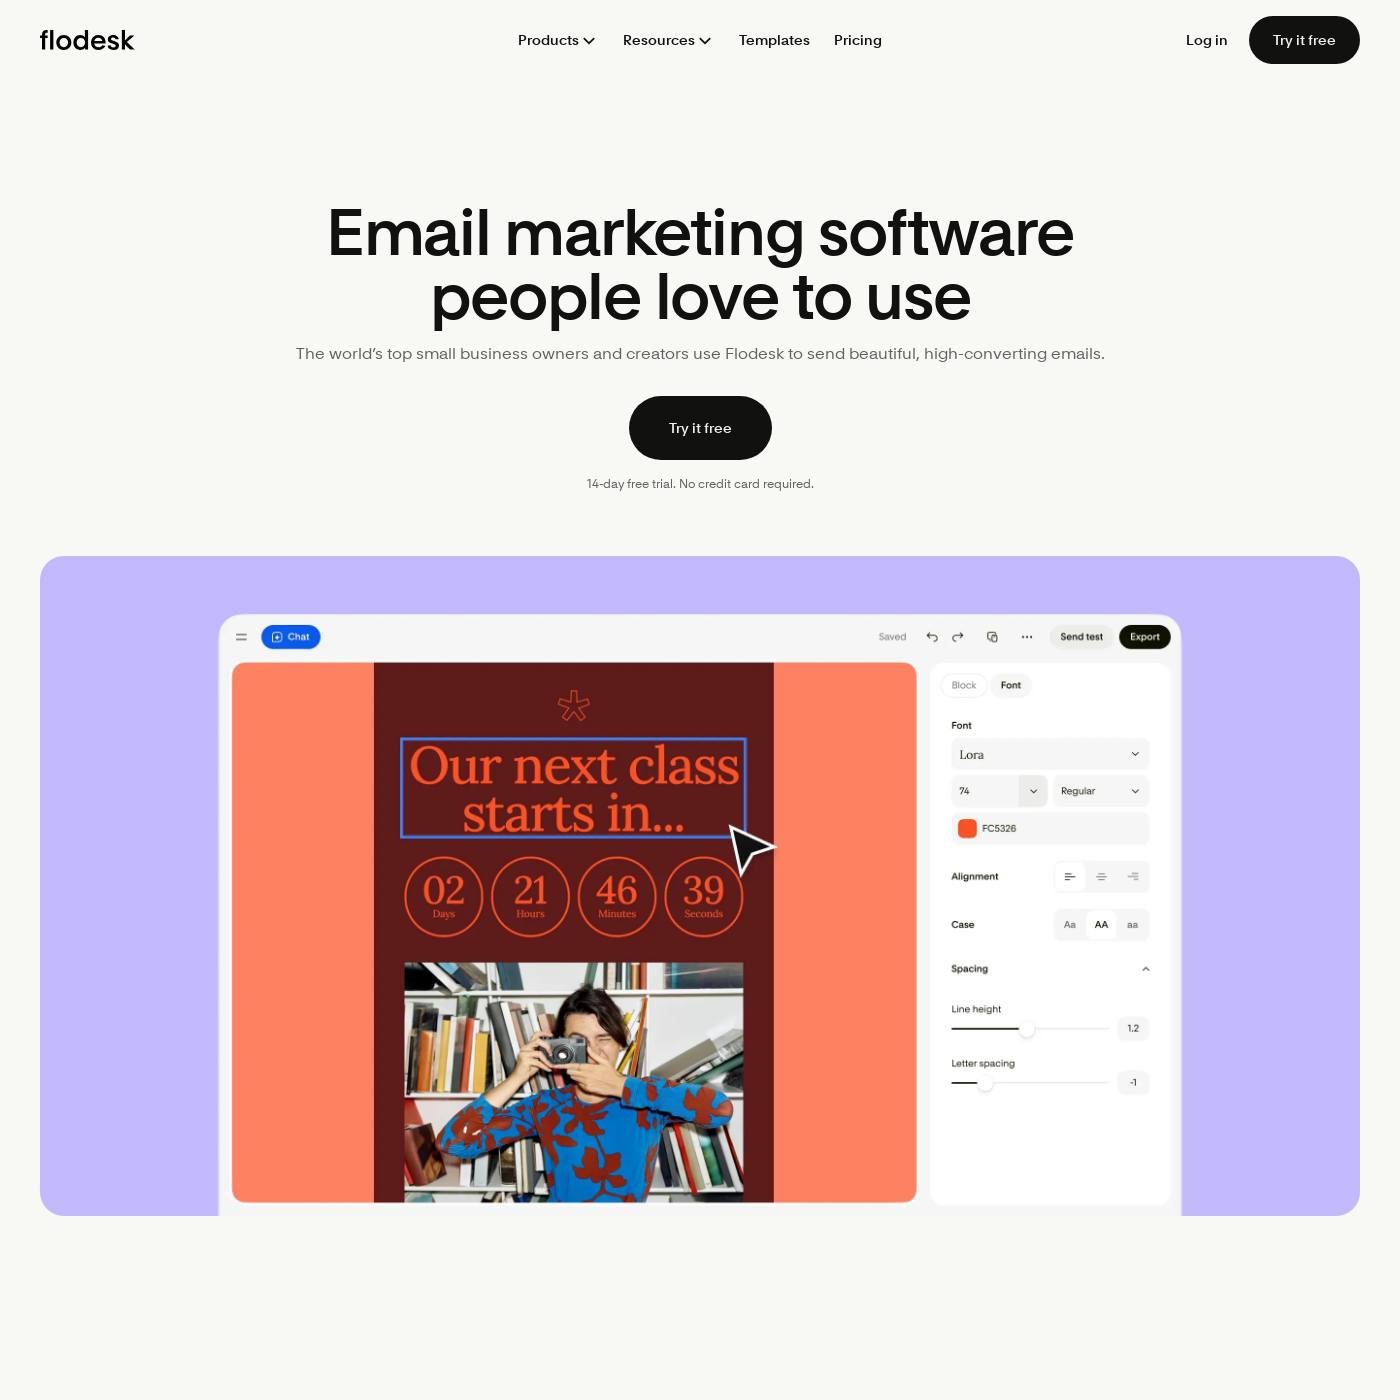 flodesk
Products
Resources
Templates
Pricing
Log in
Try it free
Email marketing software
people love to use
The world's top small business owners and creators use Flodesk to send beautiful, high-converting emails.
Try it free
14-day free trial. No credit card required.
Chat
Saved
Send test
Export
Our next class
starts in...
02
Days
21
Hours
46
Minutes
39
Seconds
Block
Font
Font
Lora
74
Regular
FC5326
Alignment
Case
Aa
AA
aa
Spacing
Line height
1.2
Letter spacing
-1